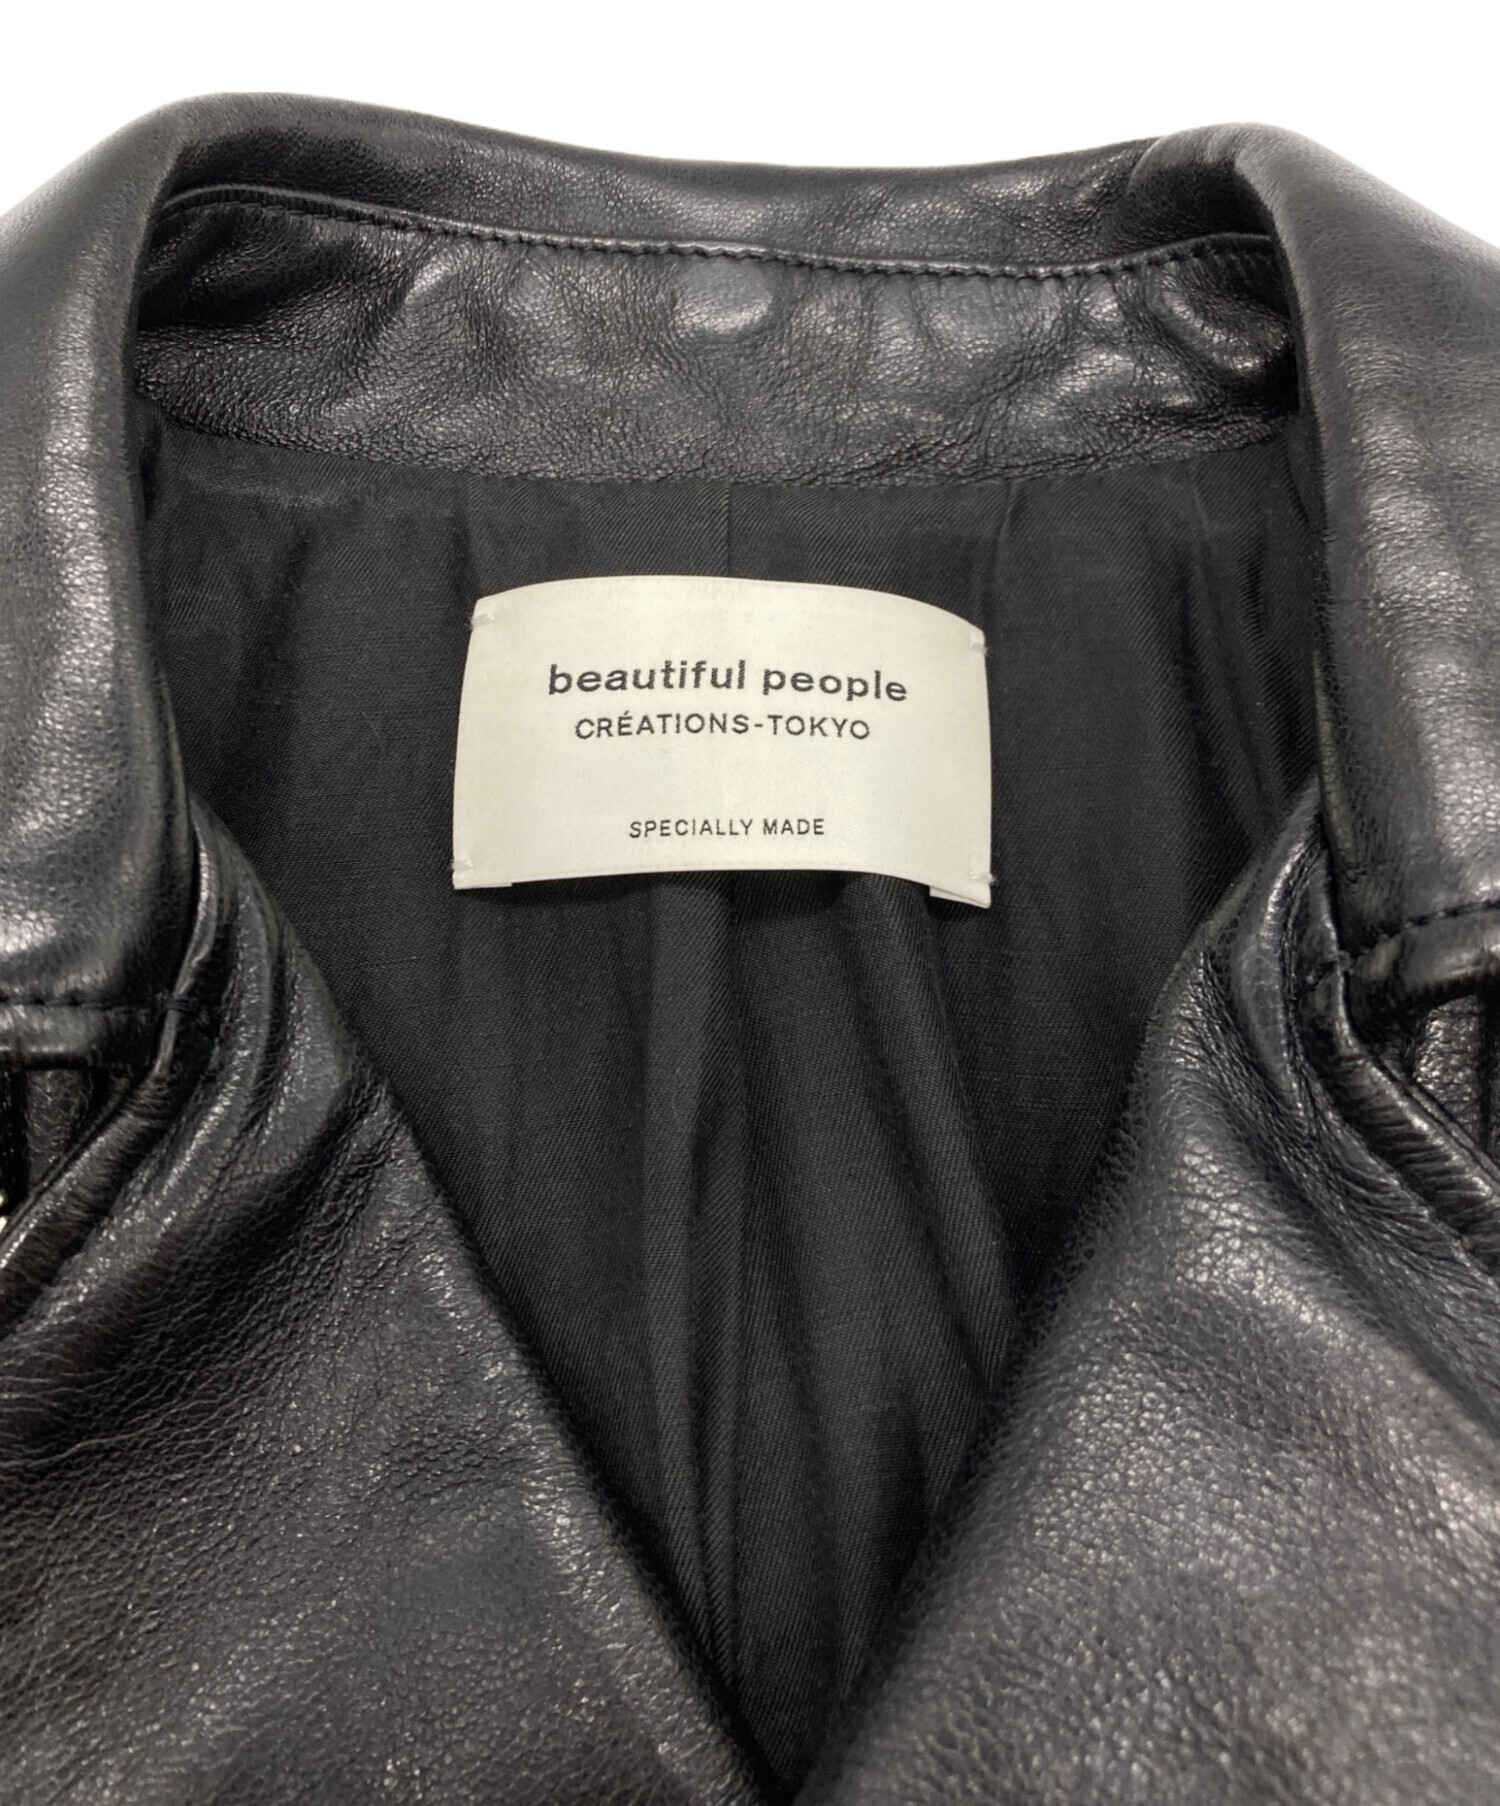 beautiful people
CRÉATIONS-TOKYO
SPECIALLY MADE